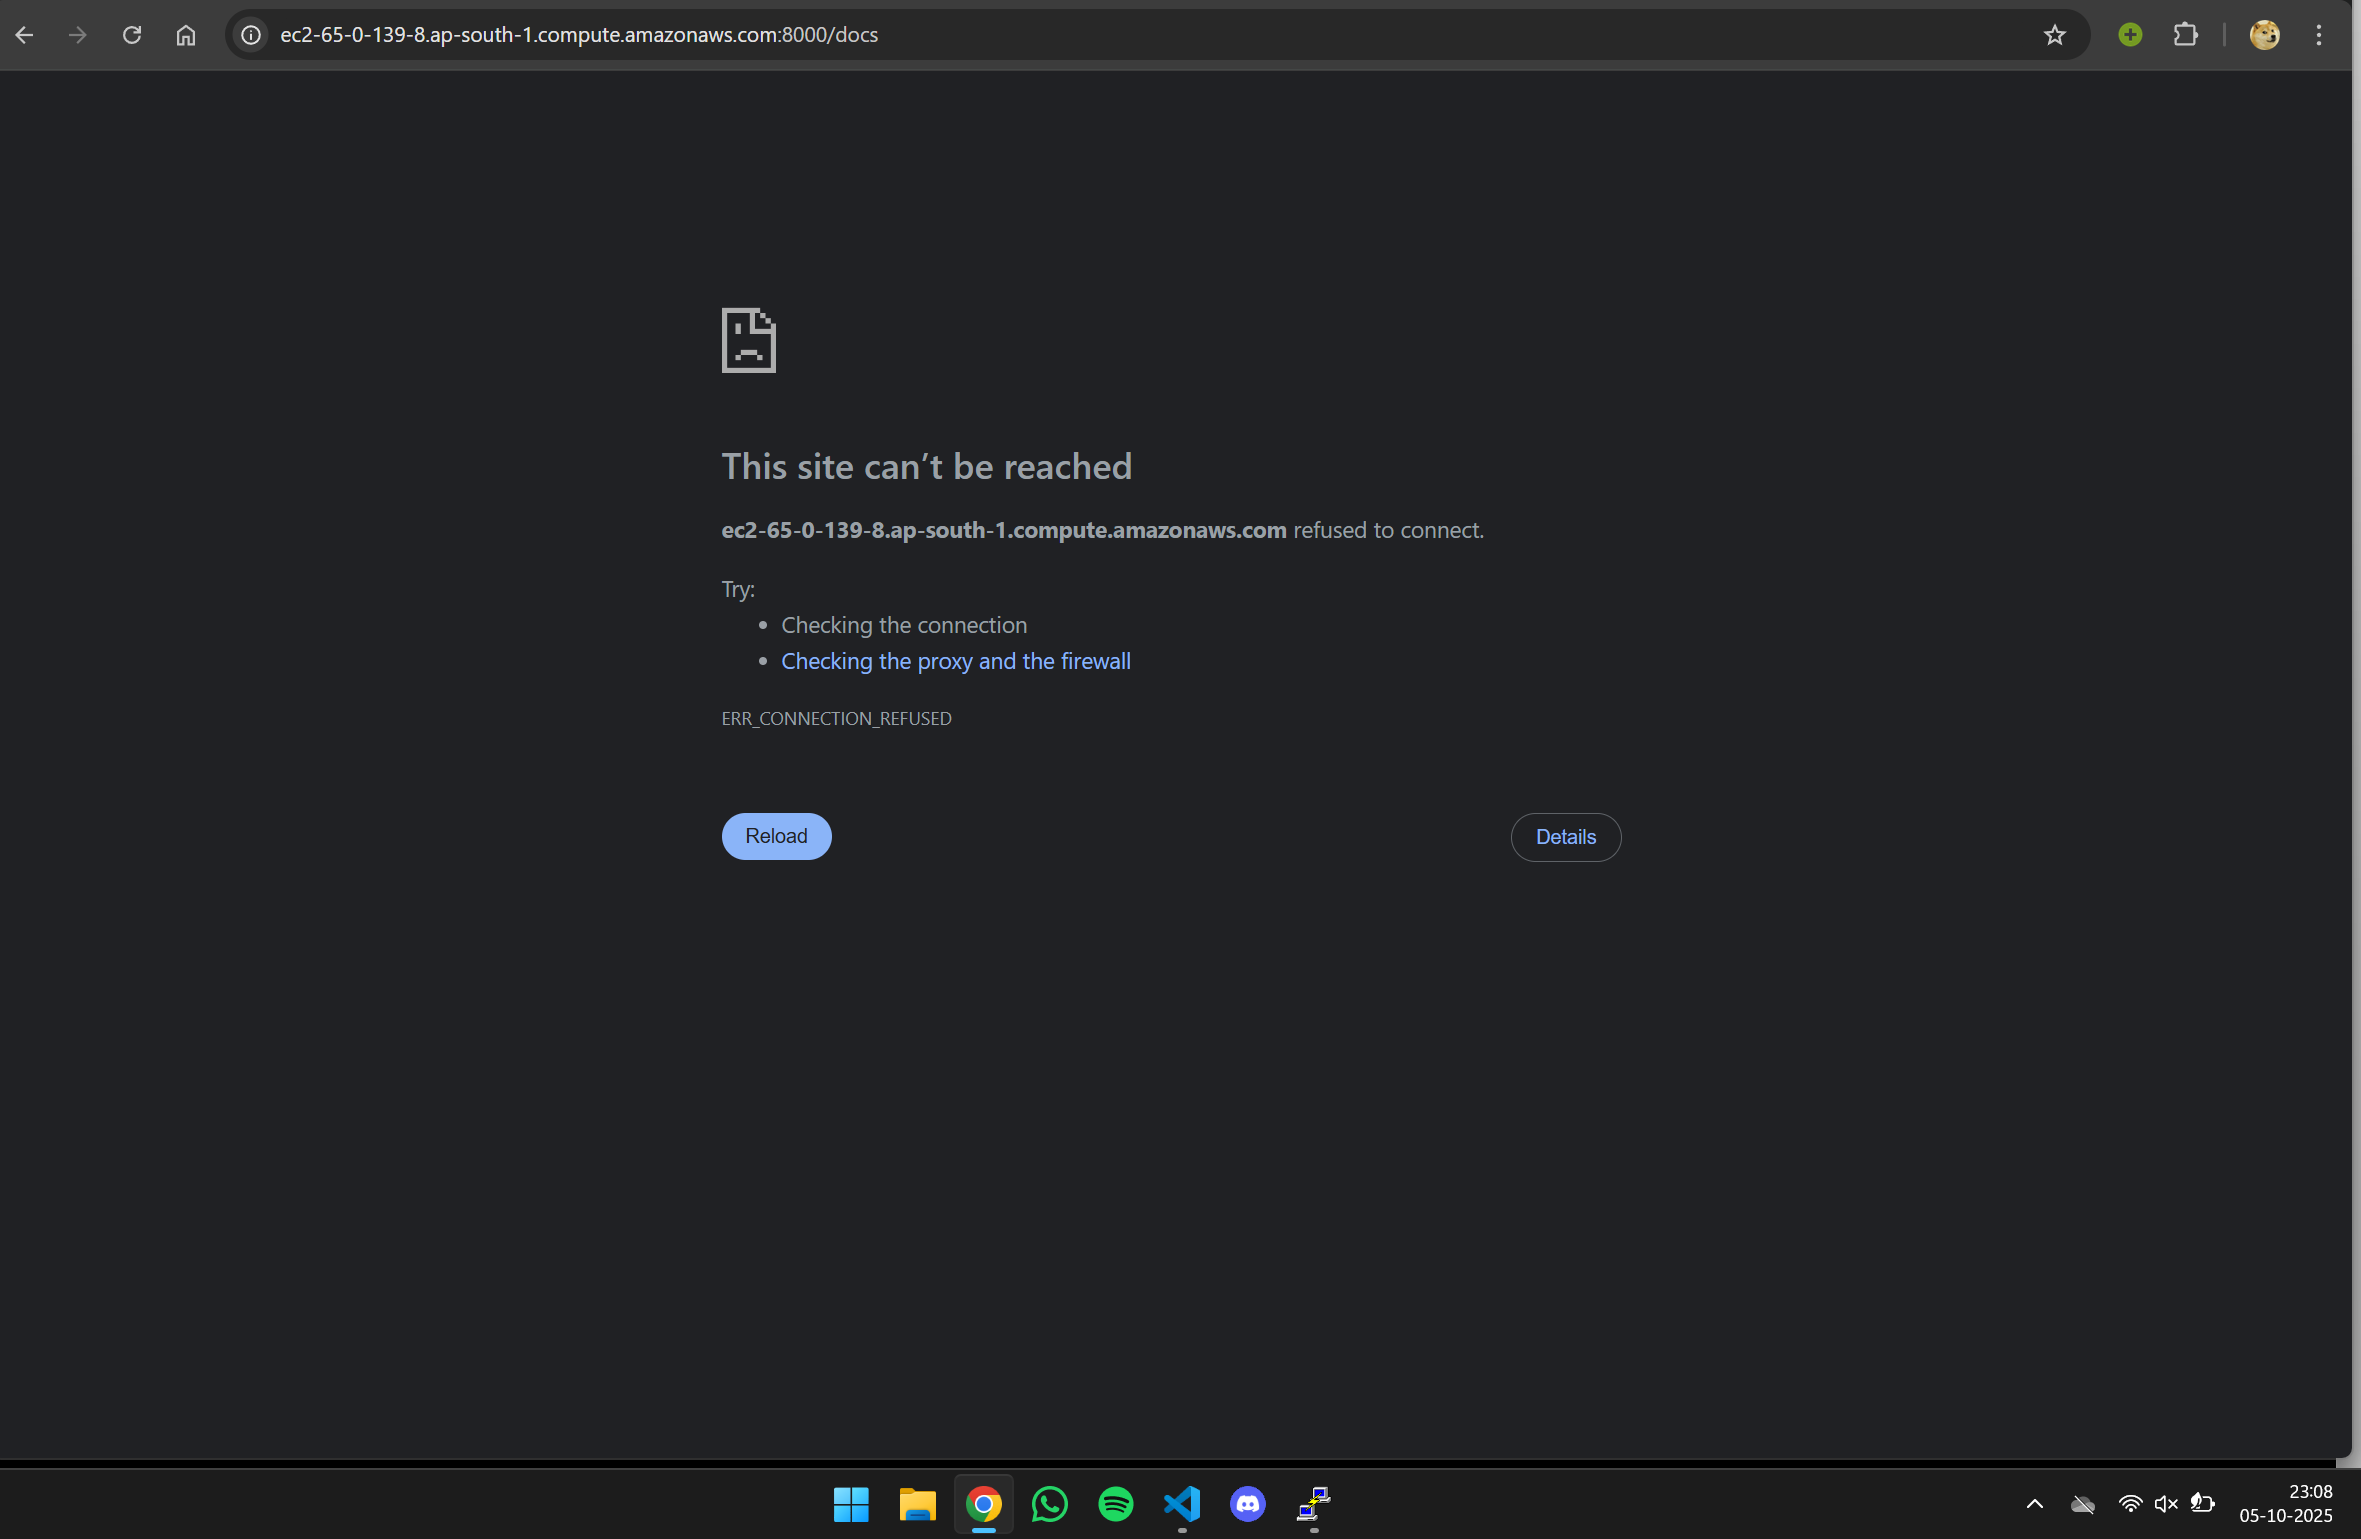 ec2-65-0-139-8.ap-south-1.compute.amazonaws.com:8000/docs
This site can’t be reached
ec2-65-0-139-8.ap-south-1.compute.amazonaws.com refused to connect.
Try:
Checking the connection
Checking the proxy and the firewall
ERR_CONNECTION_REFUSED
Reload
Details
23:08
05-10-2025